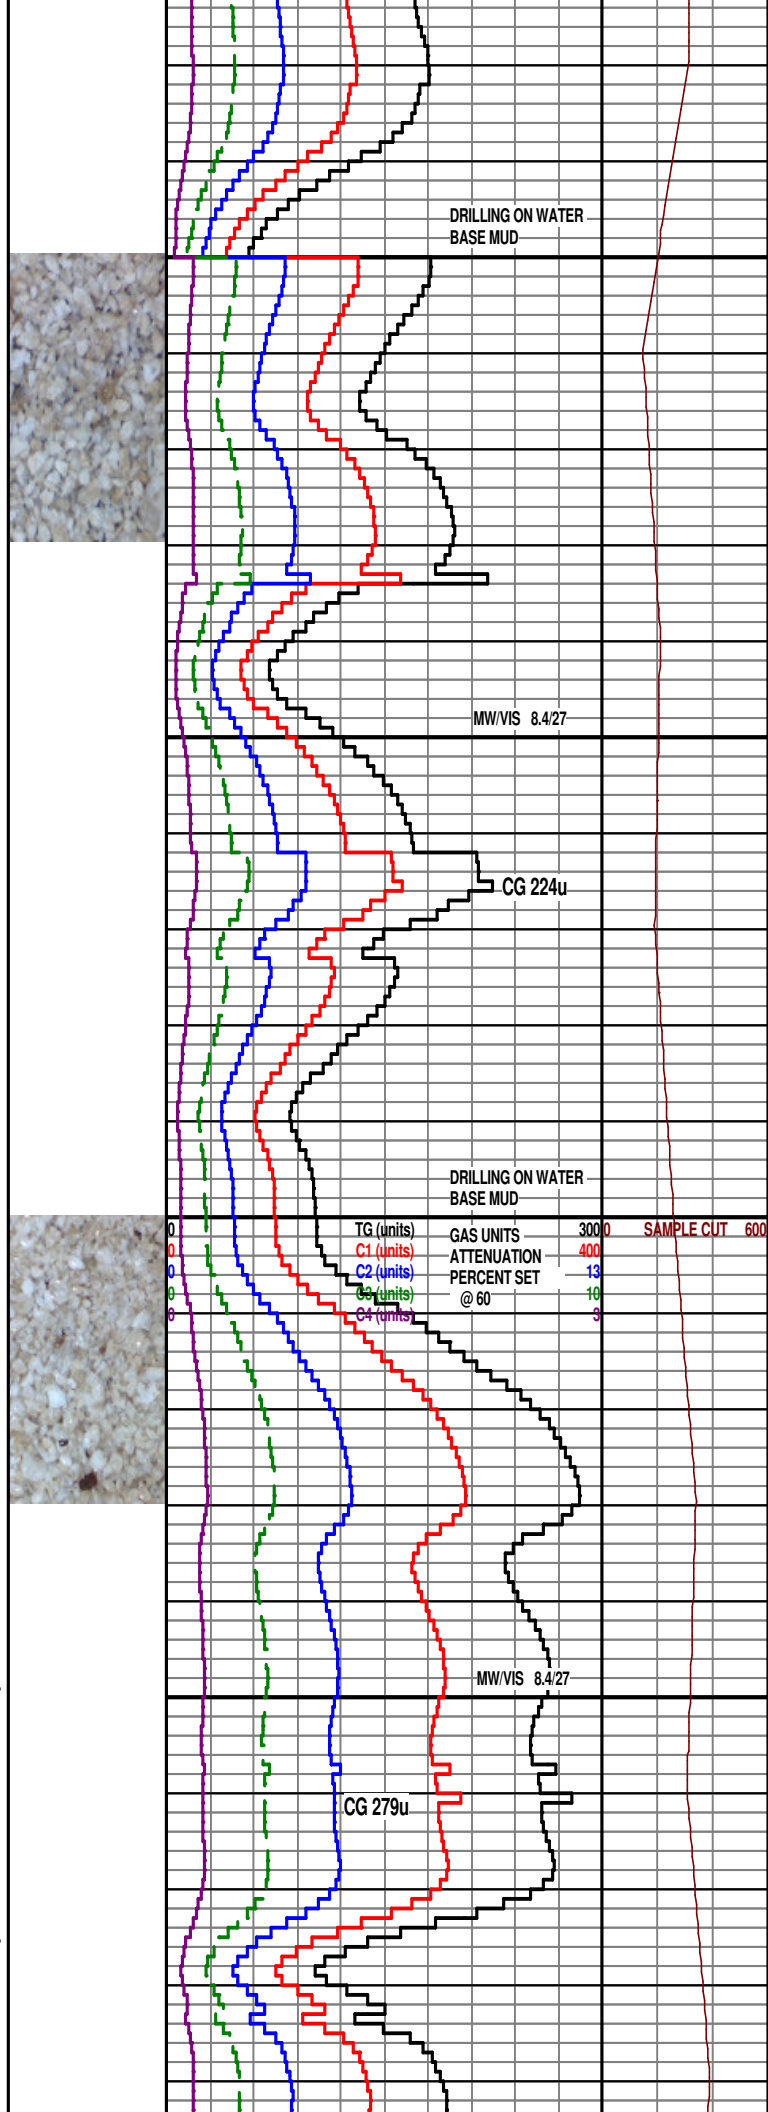 DRILLING ON WATER
BASE MUD
MW/VIS 8.4/27
CG 224u
DRILLING ON WATER
BASE MUD
0 TG (units) 300 0 SAMPLE CUT 600
0 C1 (units) 400
0 C2 (units) 13
0 C3 (units) 10
0 C4 (units) 3
GAS UNITS
ATTENUATION
PERCENT SET
@ 60
MW/VIS 8.4/27
CG 279u